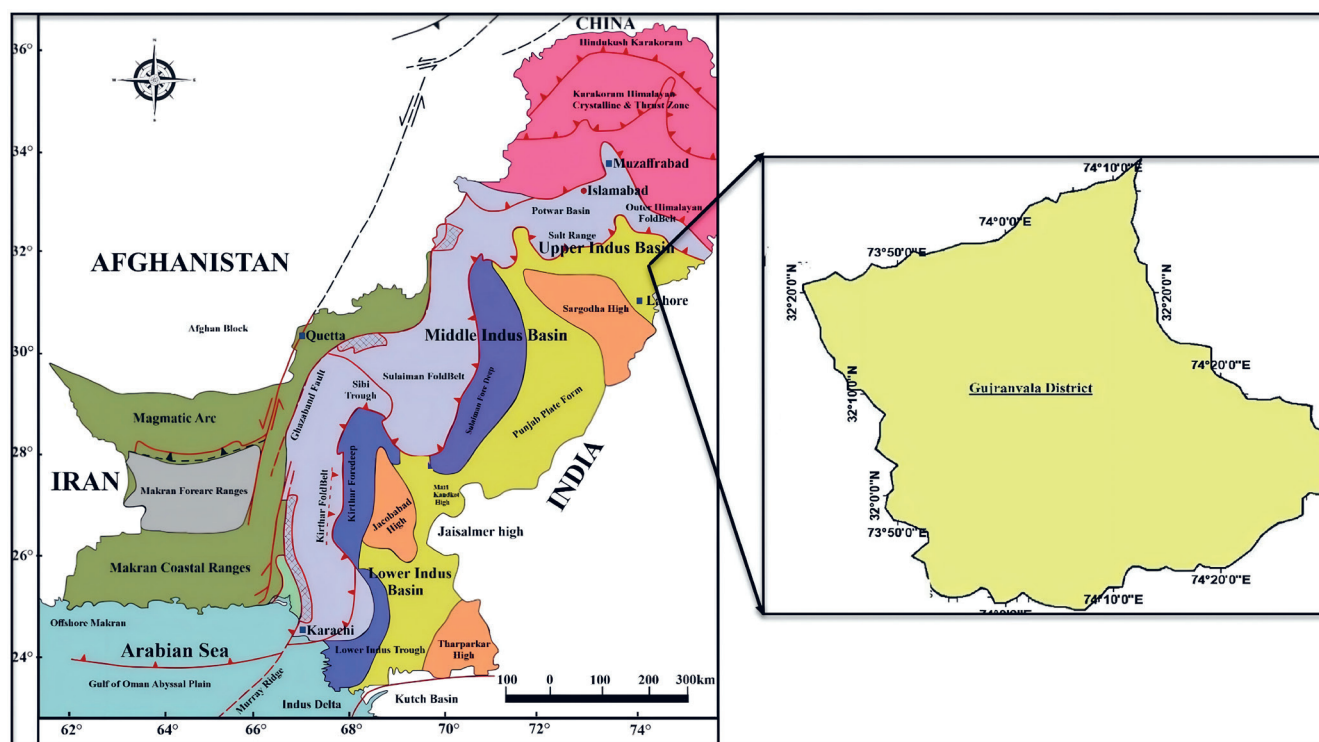 CHINA
36°
Hindukush Karakoram
Karakoram Himalayan
Crystalline & Thrust Zone
34°
Muzaffrabad
Islamabad
Potwar Basin
Outer Himalayan
FoldBelt
Salt Range
32°
Upper Indus Basin
AFGHANISTAN
Lahore
Sargodha High
Afghan Block
Quetta
Middle Indus Basin
30°
Sulaiman FoldBelt
Sibi
Trough
Sulaiman Fore Deep
Punjab Plate Form
Ghazaband Fault
Magmatic Arc
28°
IRAN
INDIA
Makran Forearc Ranges
Mari
Kandkot
High
Kirthar FoldBelt
Kirthar Foredeep
Jacobabad
High
Jaisalmer high
26°
Makran Coastal Ranges
Lower Indus
Basin
Offshore Makran
Karachi
Arabian Sea
Lower Indus Trough
Tharparkar
High
24°
Gulf of Oman Abyssal Plain
Murray Ridge
Indus Delta
Kutch Basin
100 0 100 200 300km
62° 64° 66° 68° 70° 72° 74°
74°10'0"E
74°0'0"E
73°50'0"E
32°20'0"N
32°20'0"N
74°20'0"E
32°10'0"N
Gujranvala District
32°0'0"N
73°50'0"E
74°20'0"E
74°10'0"E